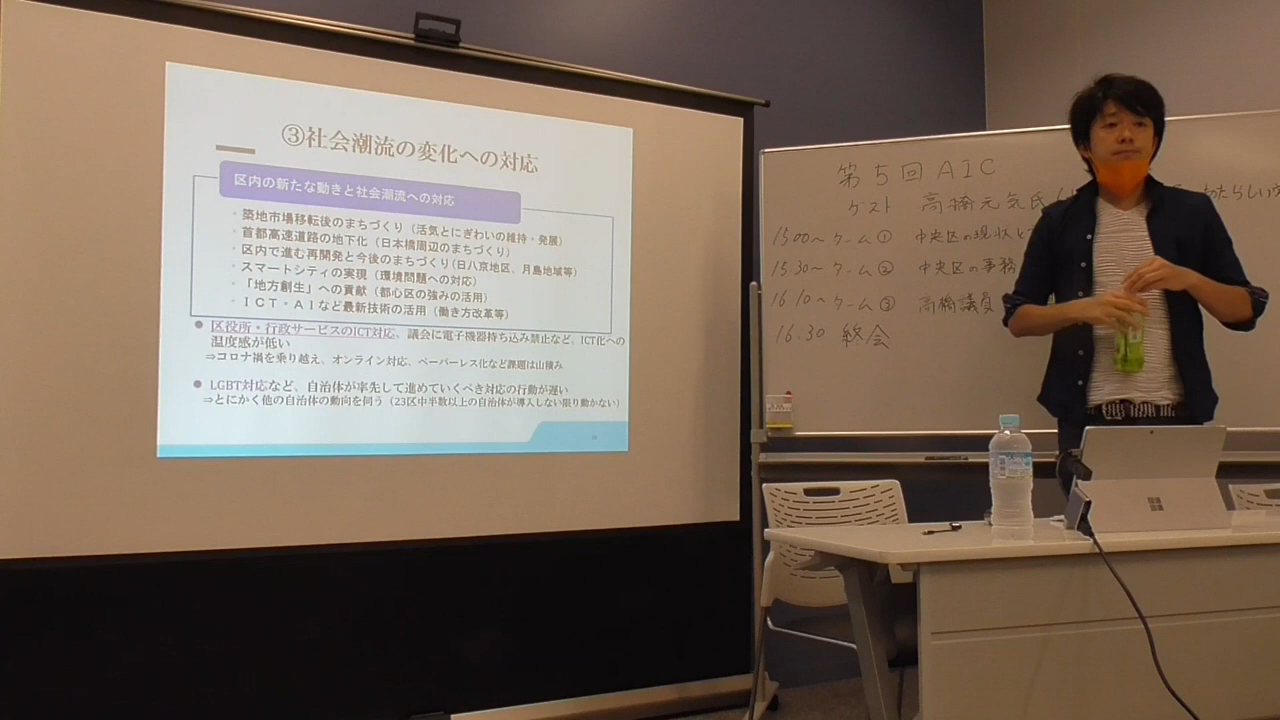 ③社会潮流の変化への対応
区内の新たな動きと社会潮流への対応
・築地市場移転後のまちづくり（活気とにぎわいの維持・発展）
・首都高速道路の地下化（日本橋周辺のまちづくり）
・区内で進む再開発と今後のまちづくり(日八京地区、月島地域等）
・スマートシティの実現（環境問題への対応）
・「地方創生」への貢献（都心区の強みの活用）
・ＩＣＴ・ＡＩなど最新技術の活用（働き方改革等）
● 区役所・行政サービスのICT対応、議会に電子機器持ち込み禁止など、ICT化への
温度感が低い
⇒コロナ禍を乗り越え、オンライン対応、ペーパーレス化など課題は山積み
● LGBT対応など、自治体が率先して進めていくべき対応の行動が遅い
⇒とにかく他の自治体の動向を伺う（23区中半数以上の自治体が導入しない限り動かない）
第5回AIC
ゲスト 高橋元気氏
15:00〜 ターム① 中央区の現状と
15:30〜 ターム② 中央区の事務
16:10〜 ターム③ 高橋議員
16:30 終会